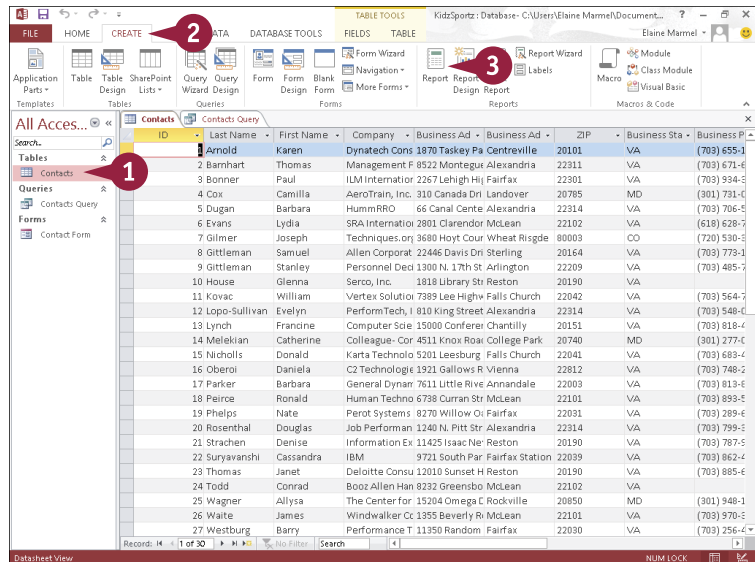 TABLE TOOLS KidzSportz : Database- C:\Users\Elaine Marmel\Document... ? – ×
FILE HOME CREATE 2 DATA DATABASE TOOLS FIELDS TABLE Elaine Marmel
Application Parts Table Table Design SharePoint Lists Query Wizard Query Design Form Form Design Blank Form Form Wizard Navigation More Forms Report Report Design Report 3 Report Wizard Labels Macro Module Class Module Visual Basic
Templates Tables Queries Forms Reports Macros & Code
All Acces... «
Search...
Tables
Contacts 1
Queries
Contacts Query
Forms
Contact Form
Contacts Contacts Query ×
ID Last Name First Name Company Business Ad Business Ad ZIP Business Sta Business P
1 Arnold Karen Dynatech Cons 1870 Taskey Pa Centreville 20101 VA (703) 655-1
2 Barnhart Thomas Management F 8522 Montegue Alexandria 22311 VA (703) 671-6
3 Bonner Paul ILM Internation 2267 Lehigh Hig Fairfax 22301 VA (703) 934-3
4 Cox Camilla AeroTrain, Inc. 310 Canada Dri Landover 20785 MD (301) 731-0
5 Dugan Barbara HummRRO 66 Canal Cente Alexandria 22314 VA (703) 706-5
6 Evans Lydia SRA Internation 2801 Clarendor McLean 22102 VA (618) 628-7
7 Gilmer Joseph Techniques.org 3680 Hoyt Cour Wheat Risgde 80003 CO (720) 530-3
8 Gittleman Samuel Allen Corporat 22446 Davis Dri Sterling 20164 VA (703) 773-1
9 Gittleman Stanley Personnel Deci 1300 N. 17th St Arlington 22209 VA (703) 485-7
10 House Glenna Serco, Inc. 1818 Library Str Reston 20190 VA
11 Kovac William Vertex Solution 7389 Lee Highw Falls Church 22042 VA (703) 564-7
12 Lopo-Sullivan Evelyn PerformTech, I 810 King Street Alexandria 22314 VA (703) 548-0
13 Lynch Francine Computer Scie 15000 Conferer Chantilly 20151 VA (703) 818-4
14 Melekian Catherine Colleague- Cor 4511 Knox Road College Park 20740 MD (301) 277-0
15 Nicholls Donald Karta Technolo 5201 Leesburg Falls Church 22041 VA (703) 683-4
16 Oberoi Daniela C2 Technologie 1921 Gallows R Vienna 22812 VA (703) 748-2
17 Parker Barbara General Dynam 7611 Little Rive Annandale 22003 VA (703) 813-8
18 Peirce Ronald Human Techno 6738 Curran Str McLean 22101 VA (703) 893-5
19 Phelps Nate Perot Systems 8270 Willow Oa Fairfax 22031 VA (703) 289-6
20 Rosenthal Douglas Job Performan 1240 N. Pitt Str Alexandria 22314 VA (703) 799-3
21 Strachen Denise Information Ex 11425 Isaac Ne Reston 20190 VA (703) 787-9
22 Suryavanshi Cassandra IBM 9721 South Par Fairfax Station 22039 VA (703) 862-4
23 Thomas Janet Deloitte Consu 12010 Sunset H Reston 20190 VA (703) 885-6
24 Todd Conrad Booz Allen Han 8232 Greensbo McLean 22102 VA
25 Wagner Allysa The Center for 15204 Omega D Rockville 20850 MD (301) 948-1
26 Waite James Windwalker Co 1355 Beverly R McLean 22101 VA (703) 970-3
27 Westburg Barry Performance T 11350 Random Fairfax 22030 VA (703) 256-4
Record: 1 of 30 No Filter Search
Datasheet View NUM LOCK